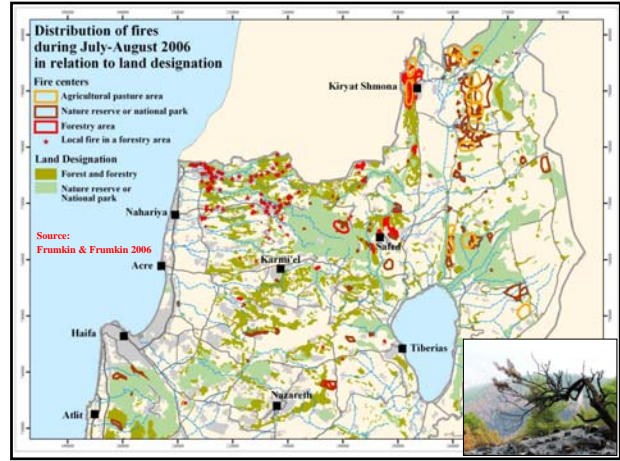 Distribution of fires
during July-August 2006
in relation to land designation
Fire centers
Agricultural pasture area
Nature reserve or national park
Forestry area
Local fire in a forestry area
Land Designation
Forest and forestry
Nature reserve or
National park
Source:
Frumkin & Frumkin 2006
Kiryat Shmona
Nahariya
Safed
Karmi'el
Acre
Haifa
Tiberias
Nazareth
Atlit